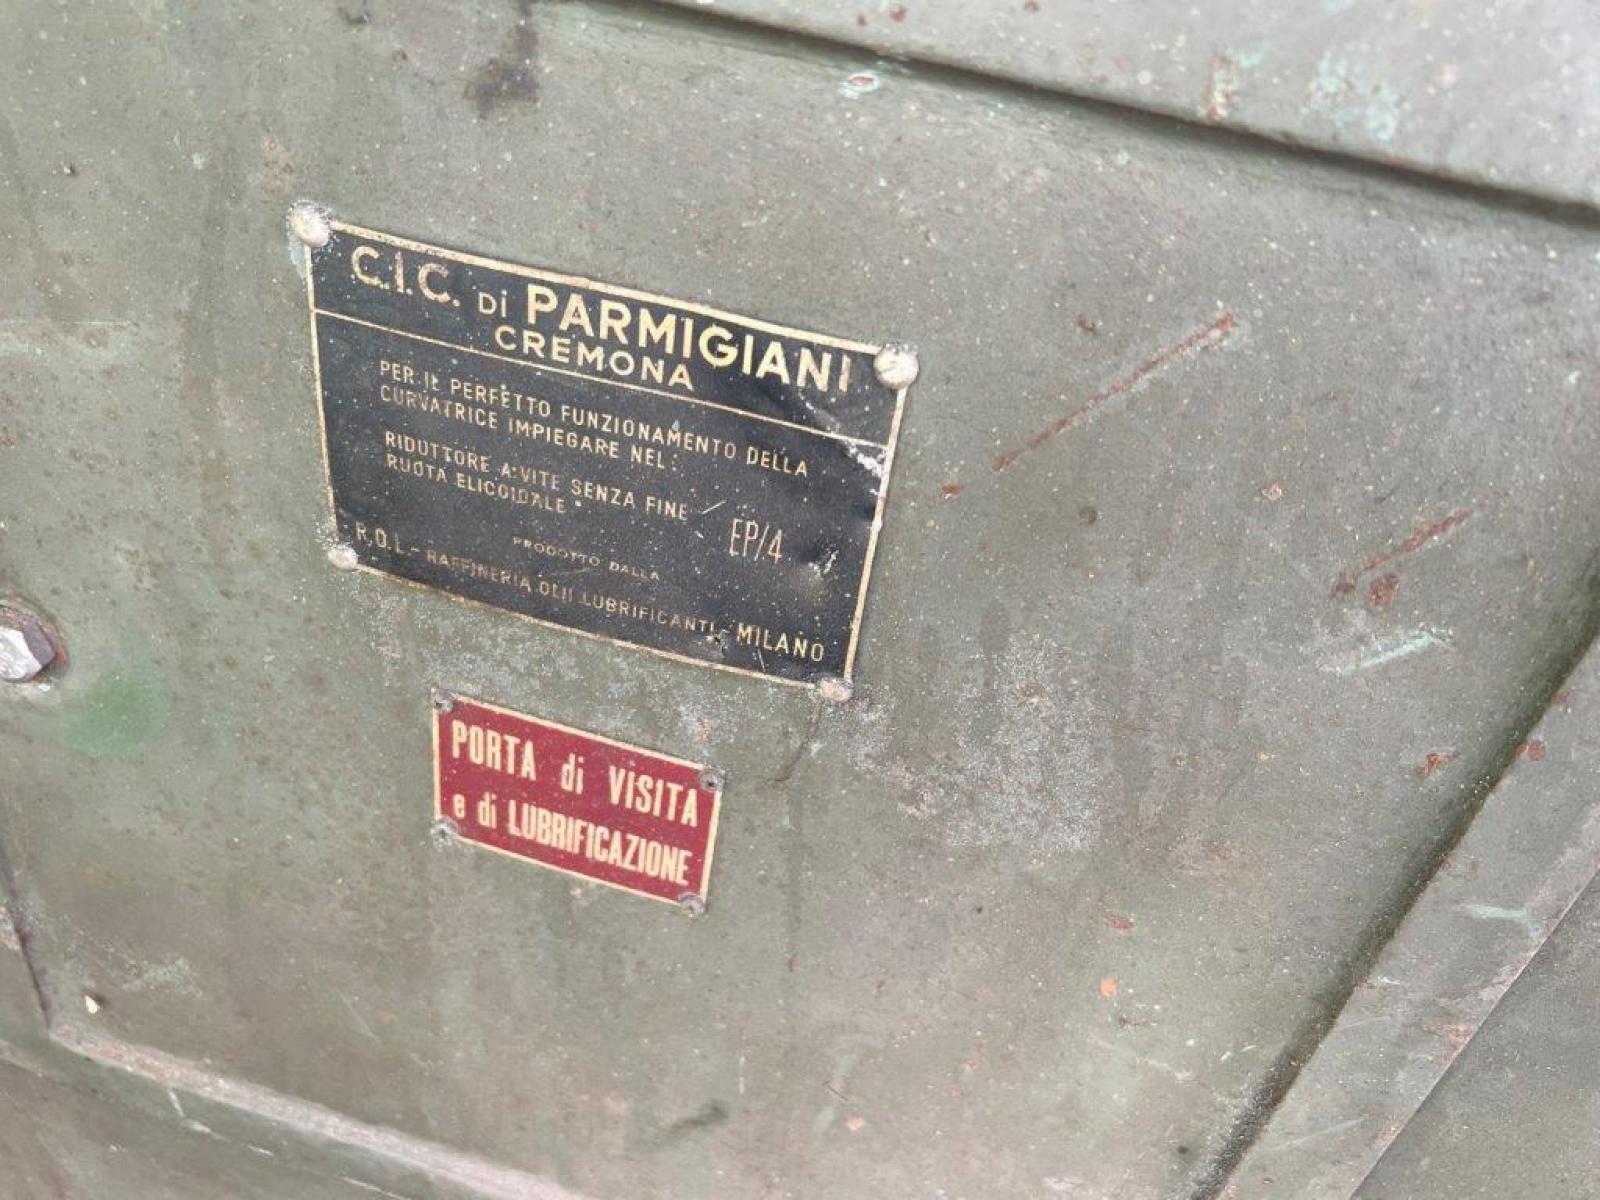 C.I.C. di PARMIGIANI
CREMONA
PER IL PERFETTO FUNZIONAMENTO DELLA
CURVATRICE IMPIEGARE NEL:
RIDUTTORE A VITE SENZA FINE
RUOTA ELICOIDALE
EP/4
PRODOTTO DALLA
R.O.L. - RAFFINERIA OLII LUBRIFICANTI - MILANO
PORTA di VISITA
e di LUBRIFICAZIONE